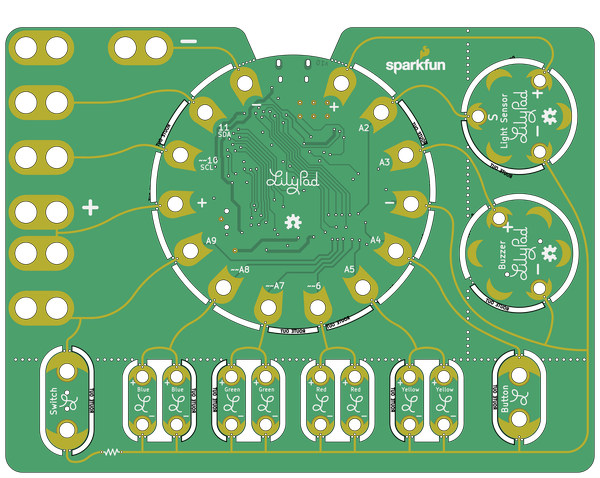 sparkfun
11
SDA
A2
--10
SCL
A3
LilyPad
A9
A4
--A8
A5
--A7
--6
S
Light Sensor
LilyPad
Buzzer
LilyPad
Switch
Blue
Blue
Green
Green
Red
Red
Yellow
Yellow
Button